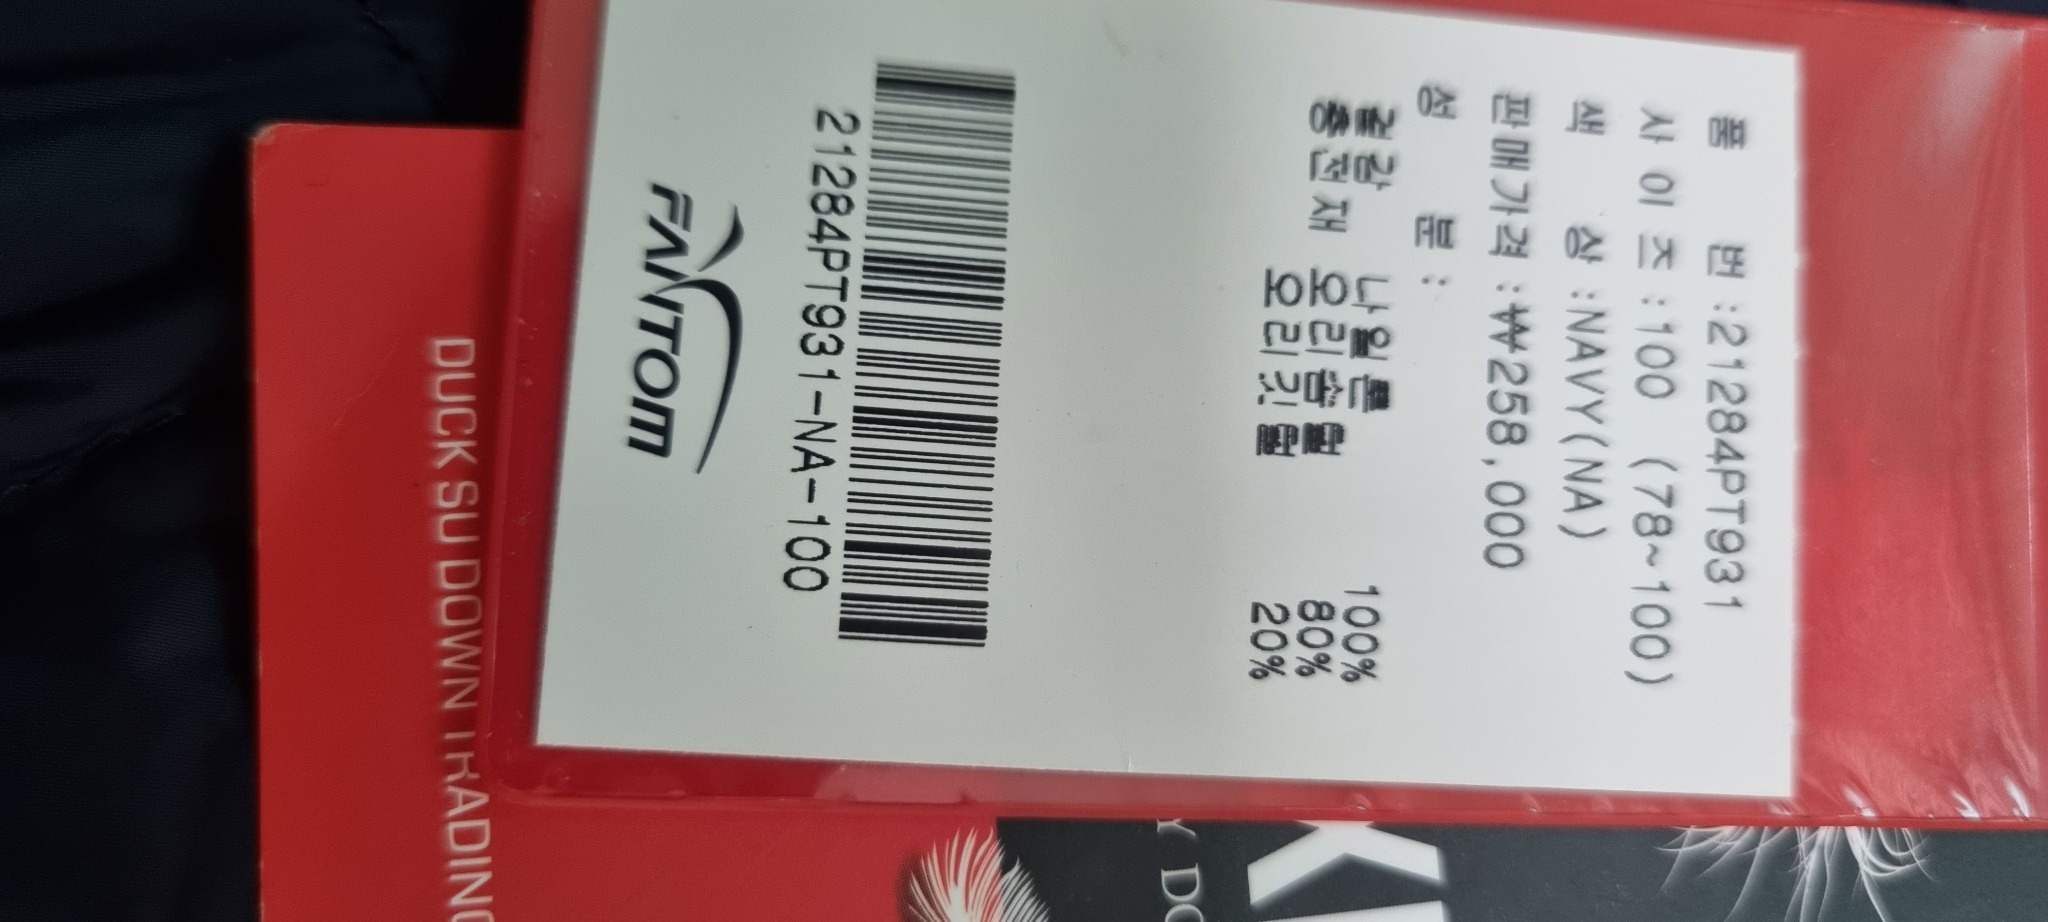 품 번 :21284PT931
사 이 즈 :100 (78~100)
색 상 :NAVY(NA)
판매가격 :₩258,000
성 분 :
겉감 나일론 100%
충전재 오리솜털 80%
오리깃털 20%
21284PT931-NA-100
FANTOM
DUCK SU DOWN TRADING